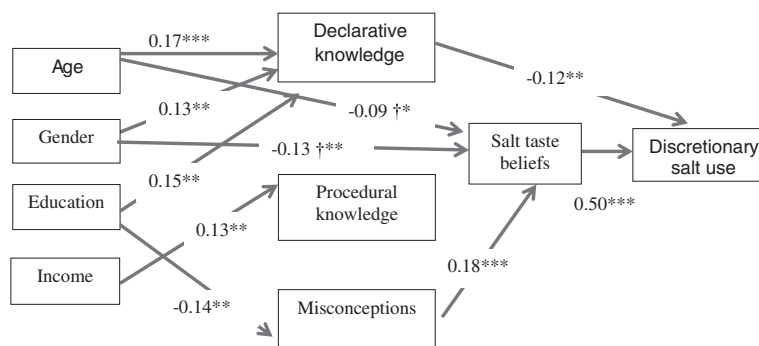 Declarative
knowledge
0.17***
Age
-0.12**
0.13**
-0.09 †*
Gender
-0.13 †**
Salt taste
beliefs
Discretionary
salt use
0.15**
Procedural
knowledge
Education
0.50***
0.13**
Income
0.18***
-0.14**
Misconceptions